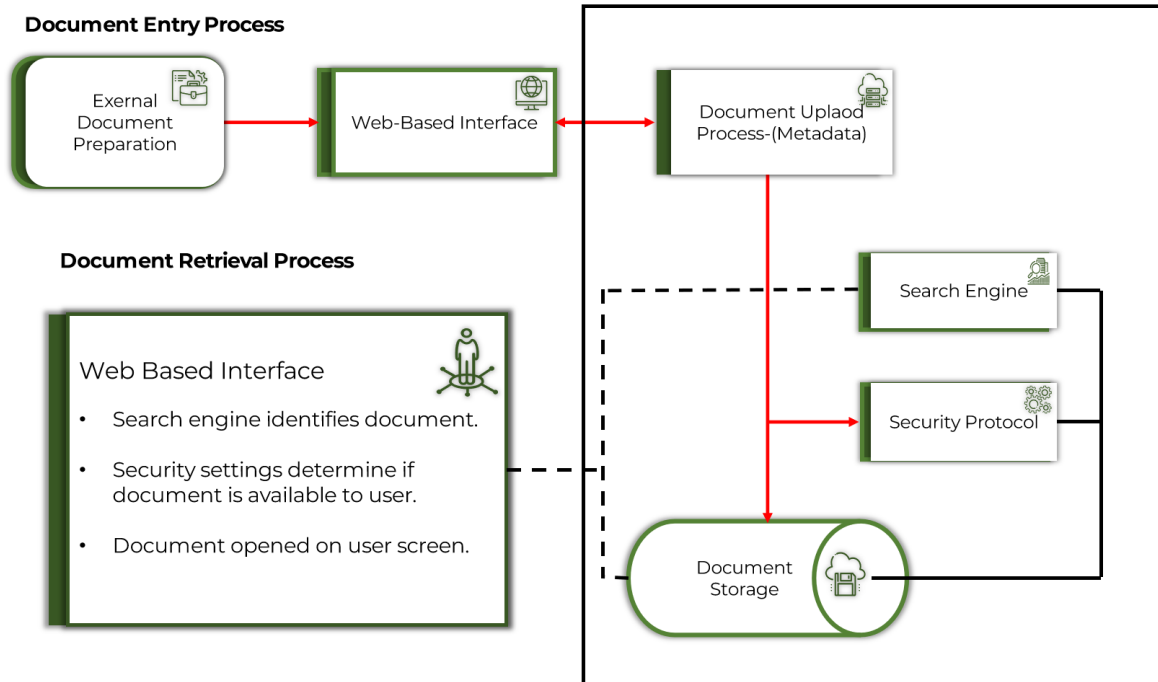 Document Entry Process
Exernal
Document
Preparation
Web-Based Interface
Document Uplaod
Process-(Metadata)
Document Retrieval Process
Web Based Interface
• Search engine identifies document.
• Security settings determine if
document is available to user.
• Document opened on user screen.
Search Engine
Security Protocol
Document
Storage